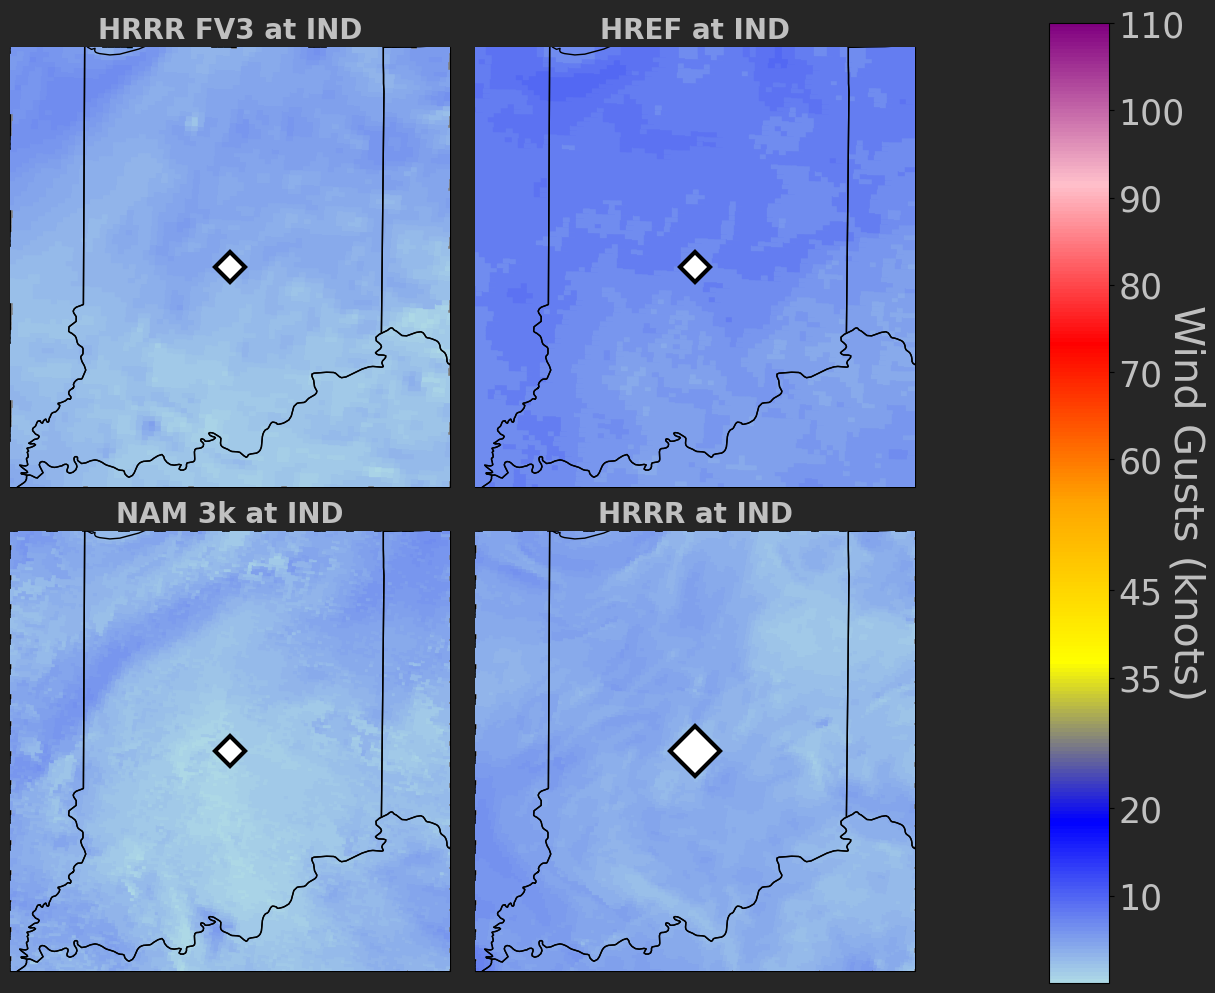 HRRR FV3 at IND
HREF at IND
NAM 3k at IND
HRRR at IND
110
100
90
80
70
60
45
35
20
10
Wind Gusts (knots)